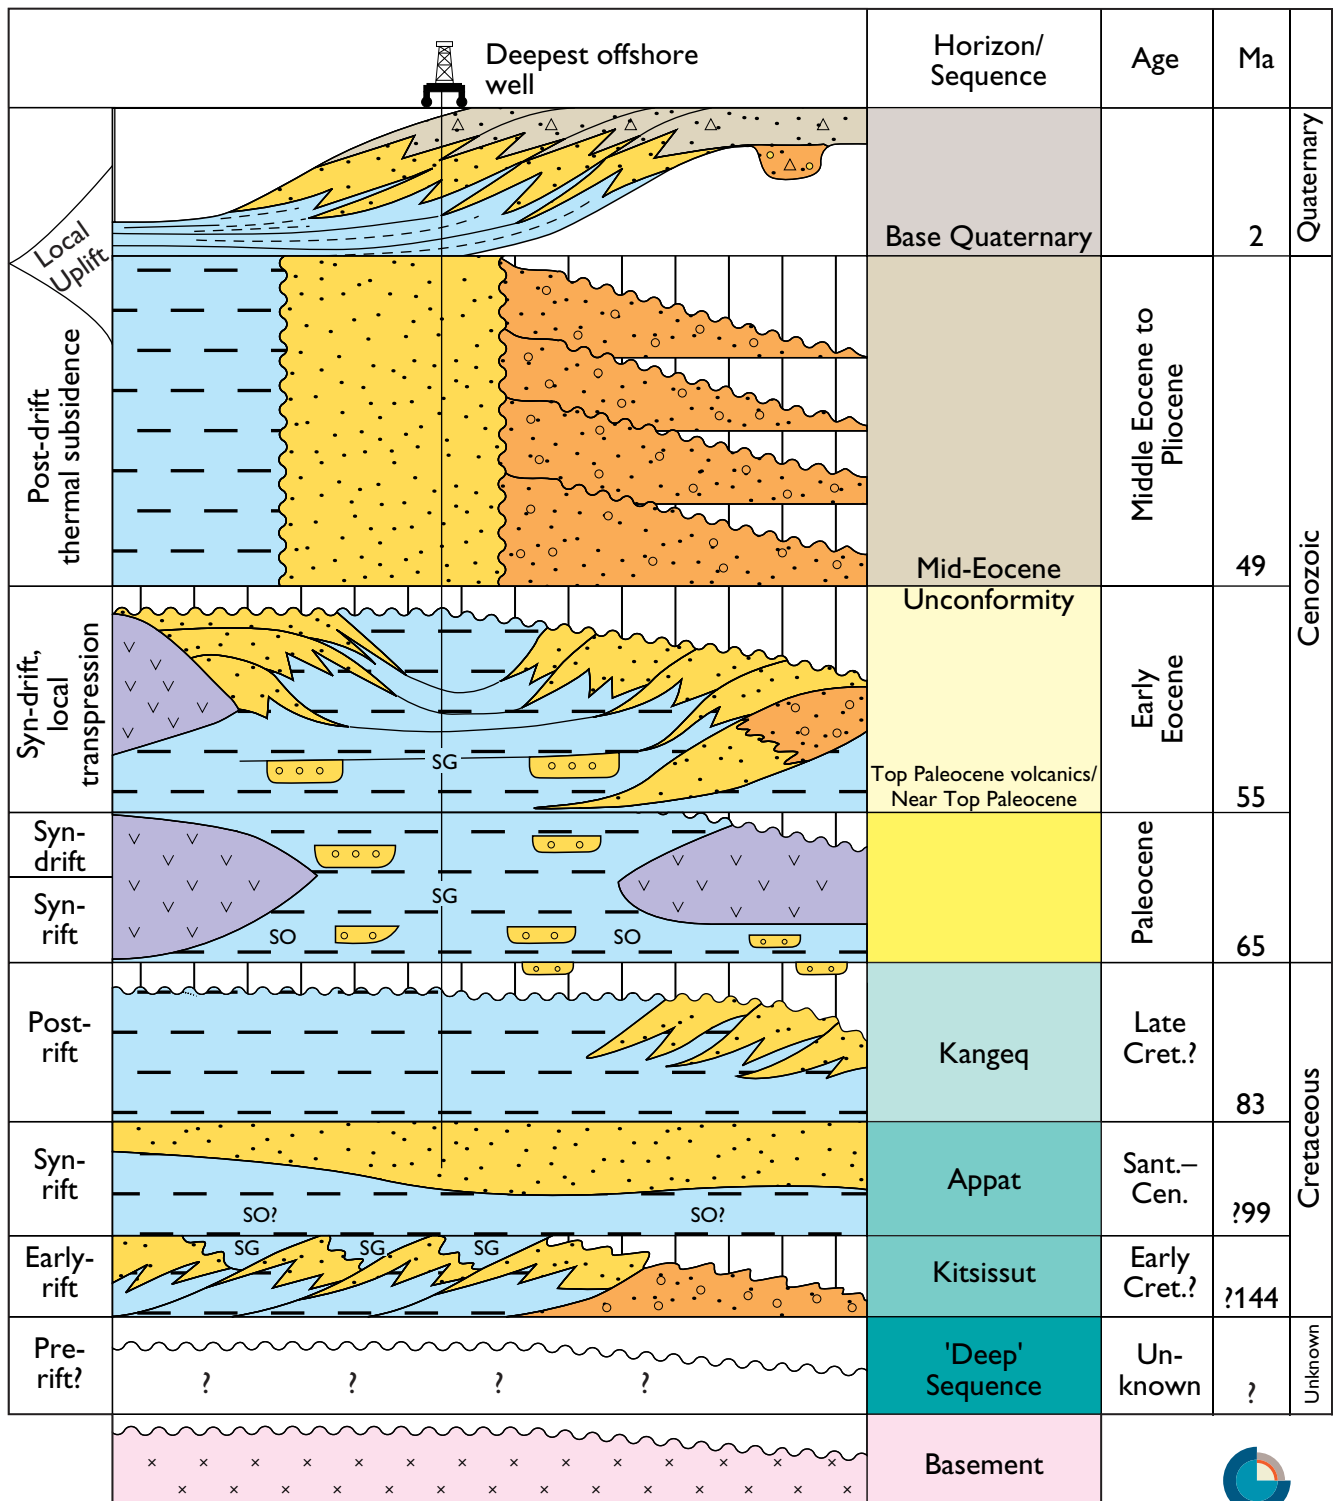 Deepest offshore
well
Horizon/
Sequence
Age
Ma
Local
Uplift
Base Quaternary
2
Quaternary
Post-drift
thermal subsidence
Mid-Eocene
Unconformity
Middle Eocene to
Pliocene
49
Cenozoic
Syn-drift,
local
transpression
SG
Top Paleocene volcanics/
Near Top Paleocene
Early
Eocene
55
Syn-
drift
Syn-
rift
SG
SO
SO
Paleocene
65
Post-
rift
Kangeq
Late
Cret.?
83
Cretaceous
Syn-
rift
SO?
SO?
Appat
Sant.–
Cen.
?99
Early-
rift
SG
SG
SG
Kitsissut
Early
Cret.?
?144
Pre-
rift?
?
?
?
?
'Deep'
Sequence
Un-
known
?
Unknown
Basement